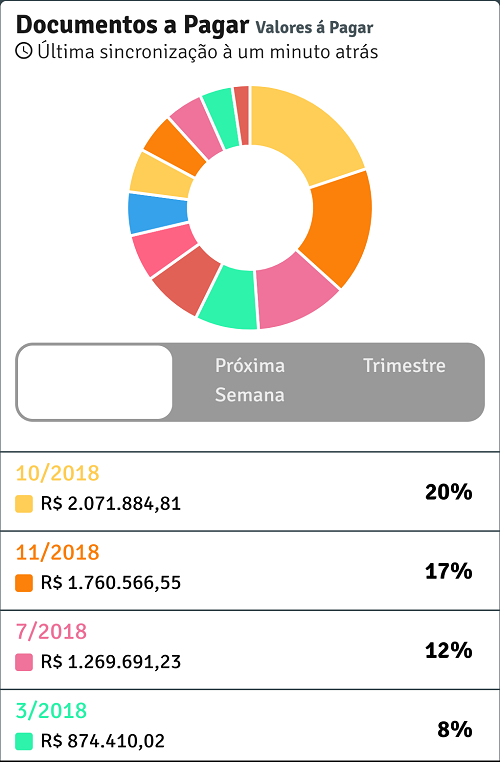 Documentos a Pagar Valores á Pagar
Última sincronização à um minuto atrás
Próxima Semana
Trimestre
10/2018
R$ 2.071.884,81
20%
11/2018
R$ 1.760.566,55
17%
7/2018
R$ 1.269.691,23
12%
3/2018
R$ 874.410,02
8%